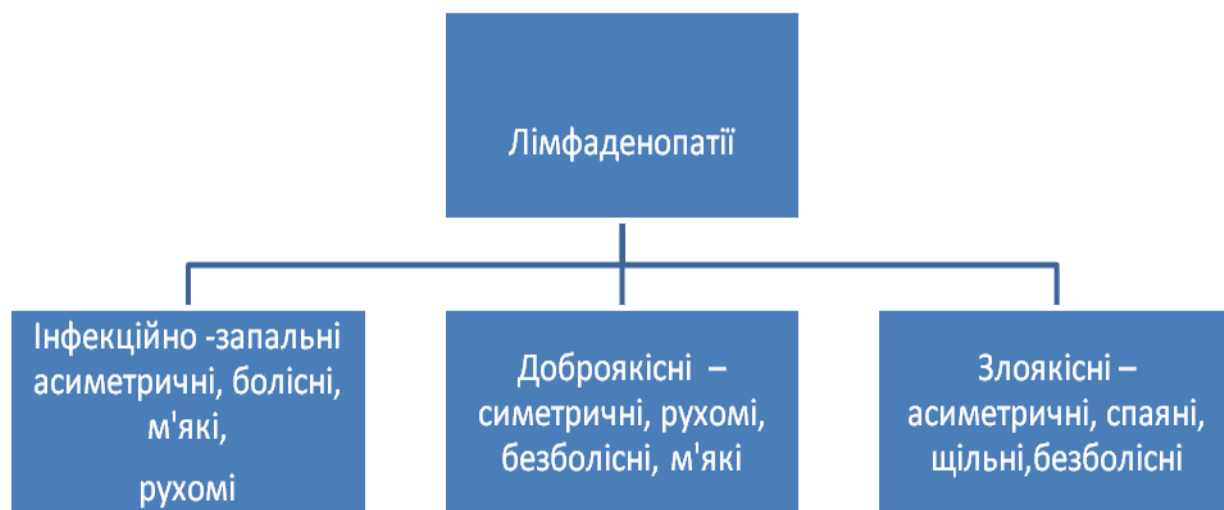 Лімфаденопатії
Інфекційно -запальні
асиметричні, болісні,
м'які,
рухомі
Доброякісні –
симетричні, рухомі,
безболісні, м'які
Злоякісні –
асиметричні, спаяні,
щільні,безболісні